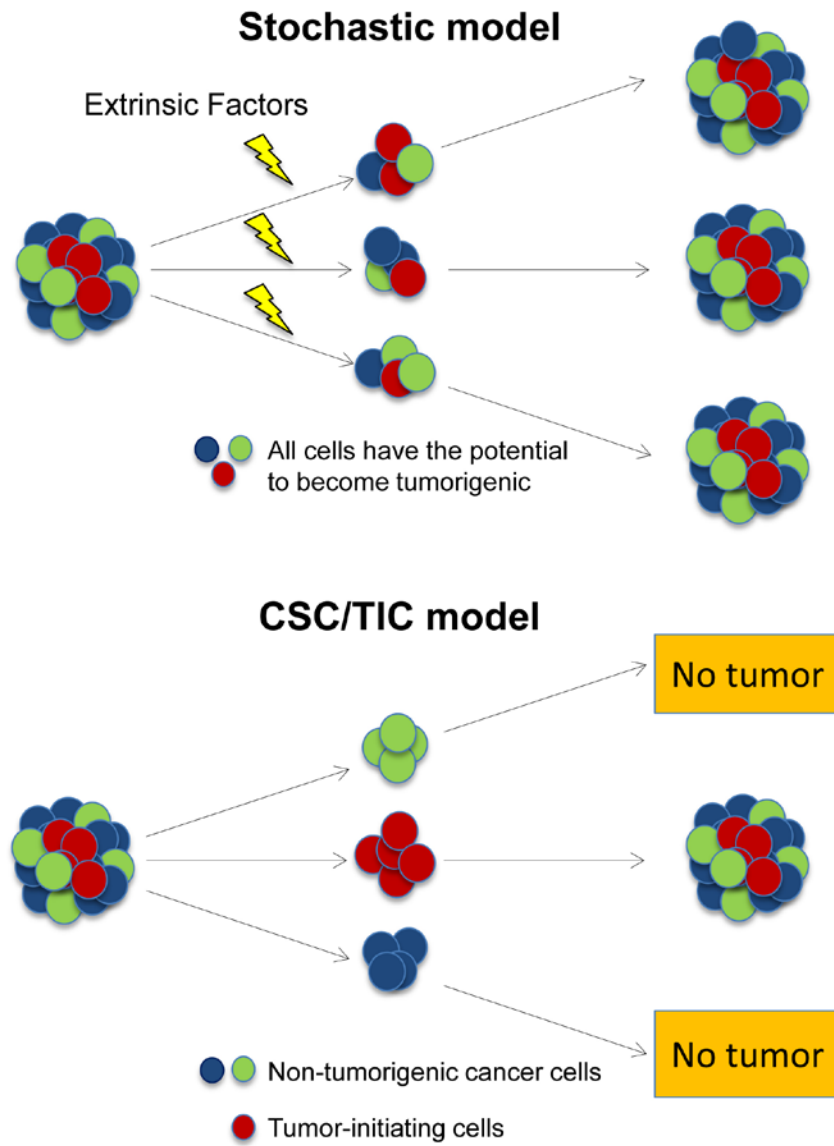 Stochastic model
Extrinsic Factors
All cells have the potential
to become tumorigenic
CSC/TIC model
No tumor
No tumor
Non-tumorigenic cancer cells
Tumor-initiating cells